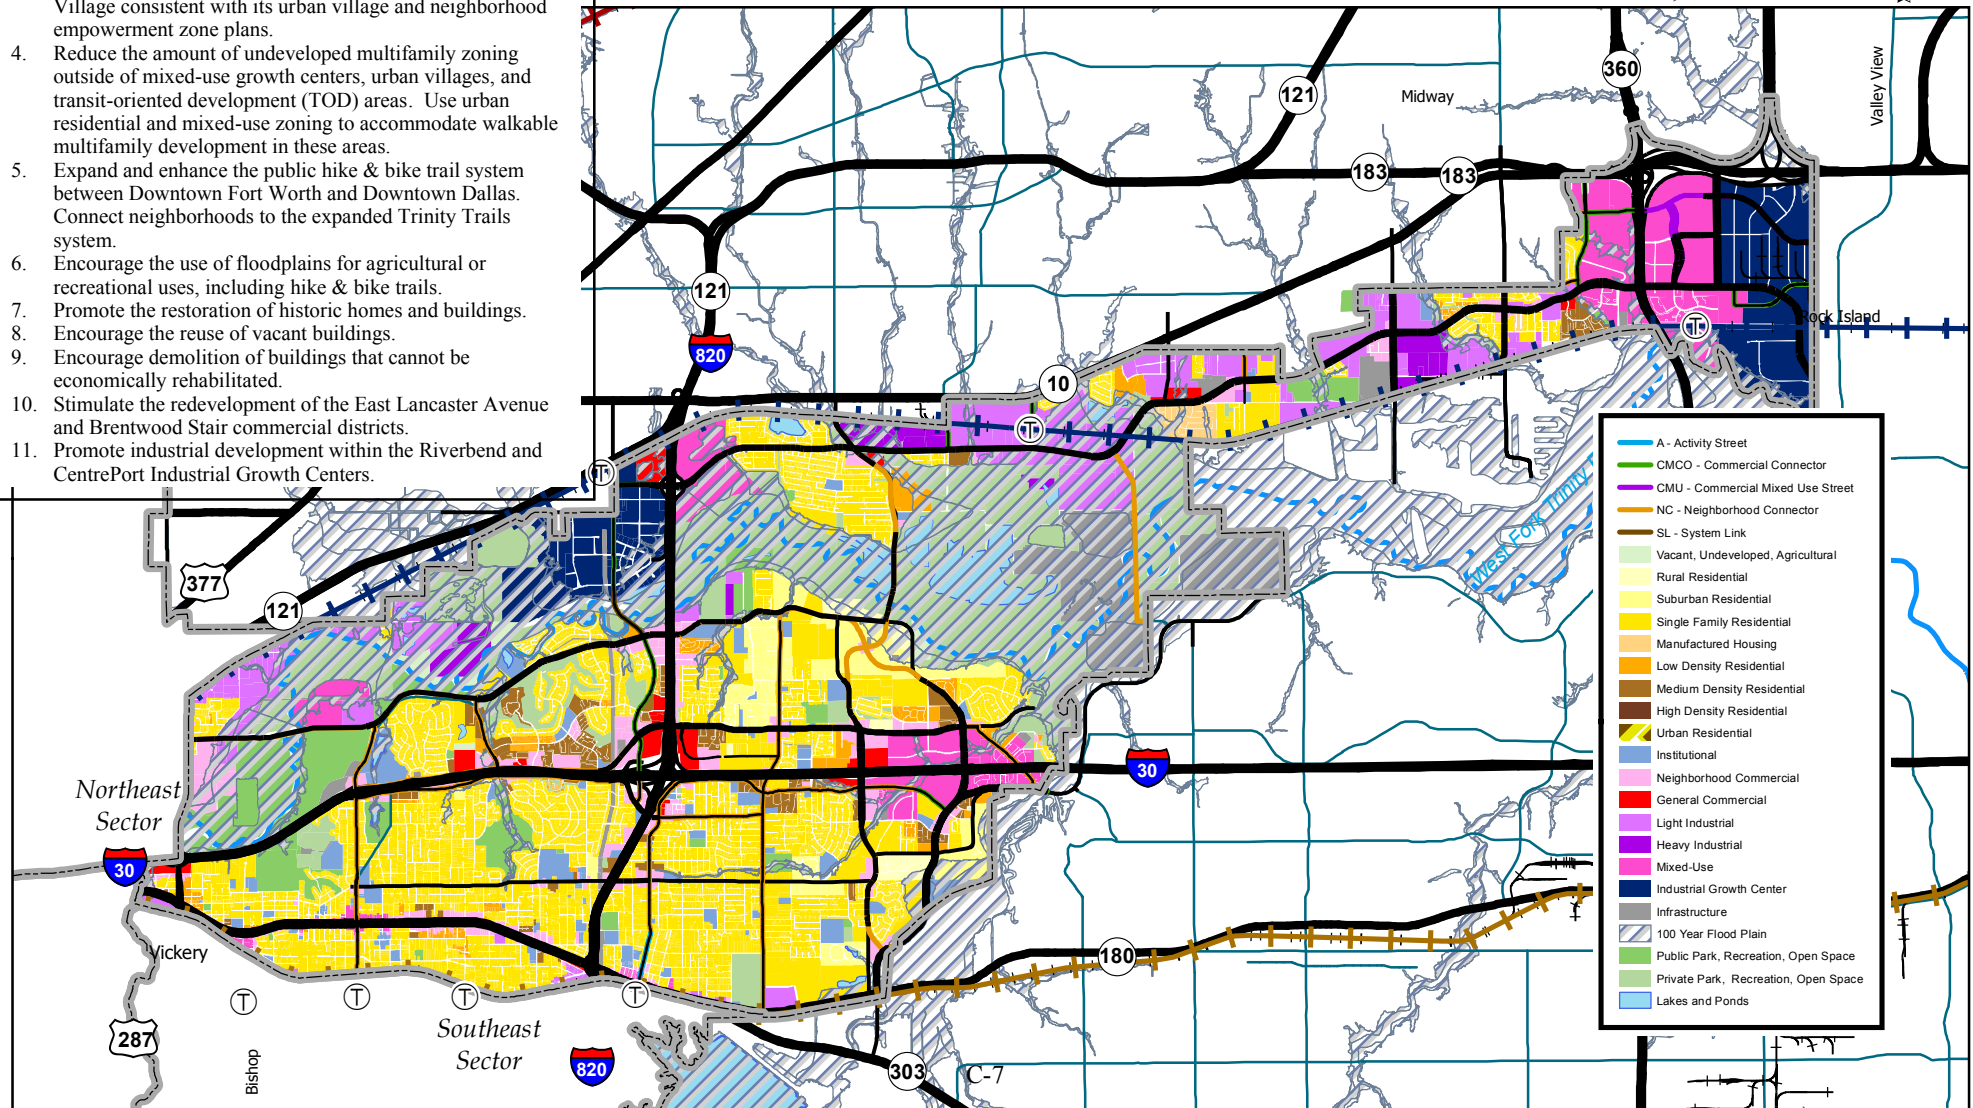 Village consistent with its urban village and neighborhood
empowerment zone plans.
4. Reduce the amount of undeveloped multifamily zoning
outside of mixed-use growth centers, urban villages, and
transit-oriented development (TOD) areas. Use urban
residential and mixed-use zoning to accommodate walkable
multifamily development in these areas.
5. Expand and enhance the public hike & bike trail system
between Downtown Fort Worth and Downtown Dallas.
Connect neighborhoods to the expanded Trinity Trails
system.
6. Encourage the use of floodplains for agricultural or
recreational uses, including hike & bike trails.
7. Promote the restoration of historic homes and buildings.
8. Encourage the reuse of vacant buildings.
9. Encourage demolition of buildings that cannot be
economically rehabilitated.
10. Stimulate the redevelopment of the East Lancaster Avenue
and Brentwood Stair commercial districts.
11. Promote industrial development within the Riverbend and
CentrePort Industrial Growth Centers.
360
121
Midway
Valley View
183
183
121
820
Rock Island
10
T
T
T
West Fork Trinity
377
121
30
Northeast
Sector
30
Vickery
180
T
T
T
T
287
Southeast
Sector
820
Bishop
303
C-7
A - Activity Street
CMCO - Commercial Connector
CMU - Commercial Mixed Use Street
NC - Neighborhood Connector
SL - System Link
Vacant, Undeveloped, Agricultural
Rural Residential
Suburban Residential
Single Family Residential
Manufactured Housing
Low Density Residential
Medium Density Residential
High Density Residential
Urban Residential
Institutional
Neighborhood Commercial
General Commercial
Light Industrial
Heavy Industrial
Mixed-Use
Industrial Growth Center
Infrastructure
100 Year Flood Plain
Public Park, Recreation, Open Space
Private Park, Recreation, Open Space
Lakes and Ponds